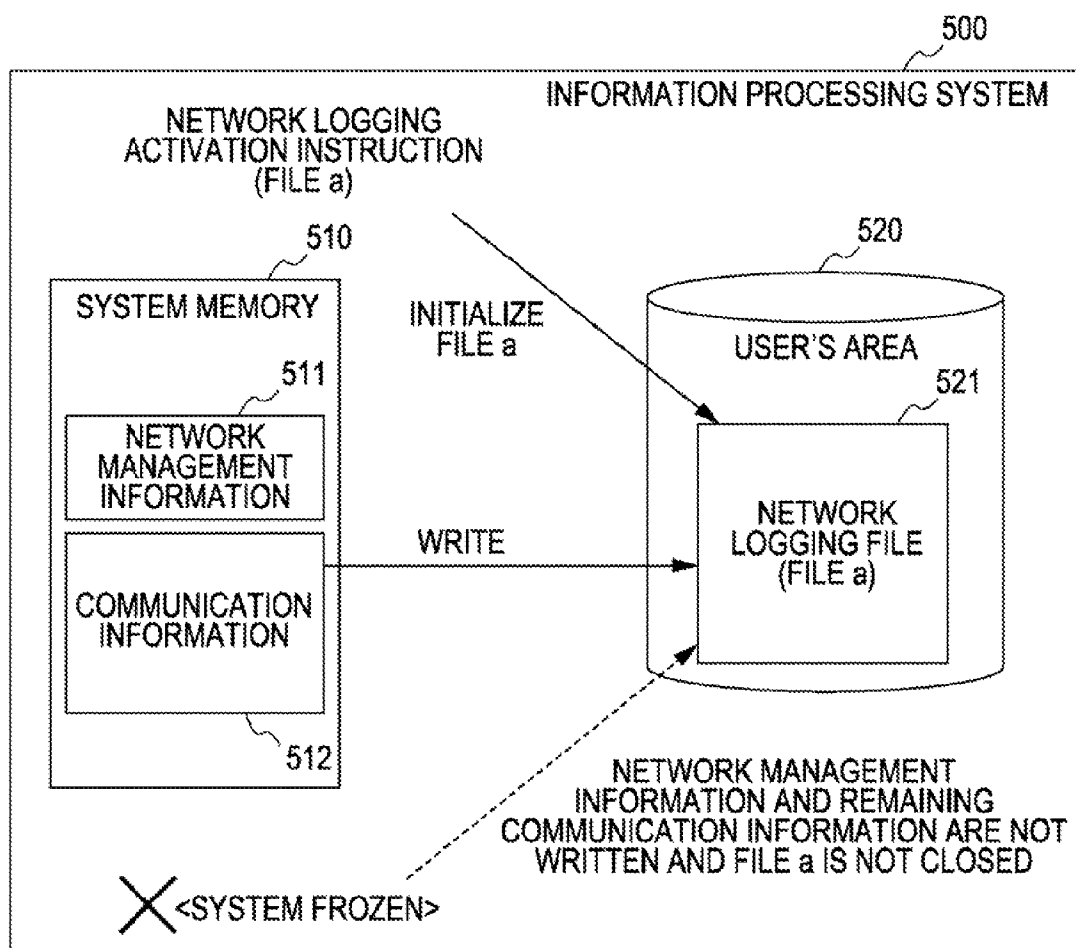 500
INFORMATION PROCESSING SYSTEM
NETWORK LOGGING
ACTIVATION INSTRUCTION
(FILE a)
510
SYSTEM MEMORY
511
NETWORK
MANAGEMENT
INFORMATION
COMMUNICATION
INFORMATION
512
INITIALIZE
FILE a
WRITE
520
USER'S AREA
521
NETWORK
LOGGING FILE
(FILE a)
NETWORK MANAGEMENT
INFORMATION AND REMAINING
COMMUNICATION INFORMATION ARE NOT
WRITTEN AND FILE a IS NOT CLOSED
<SYSTEM FROZEN>